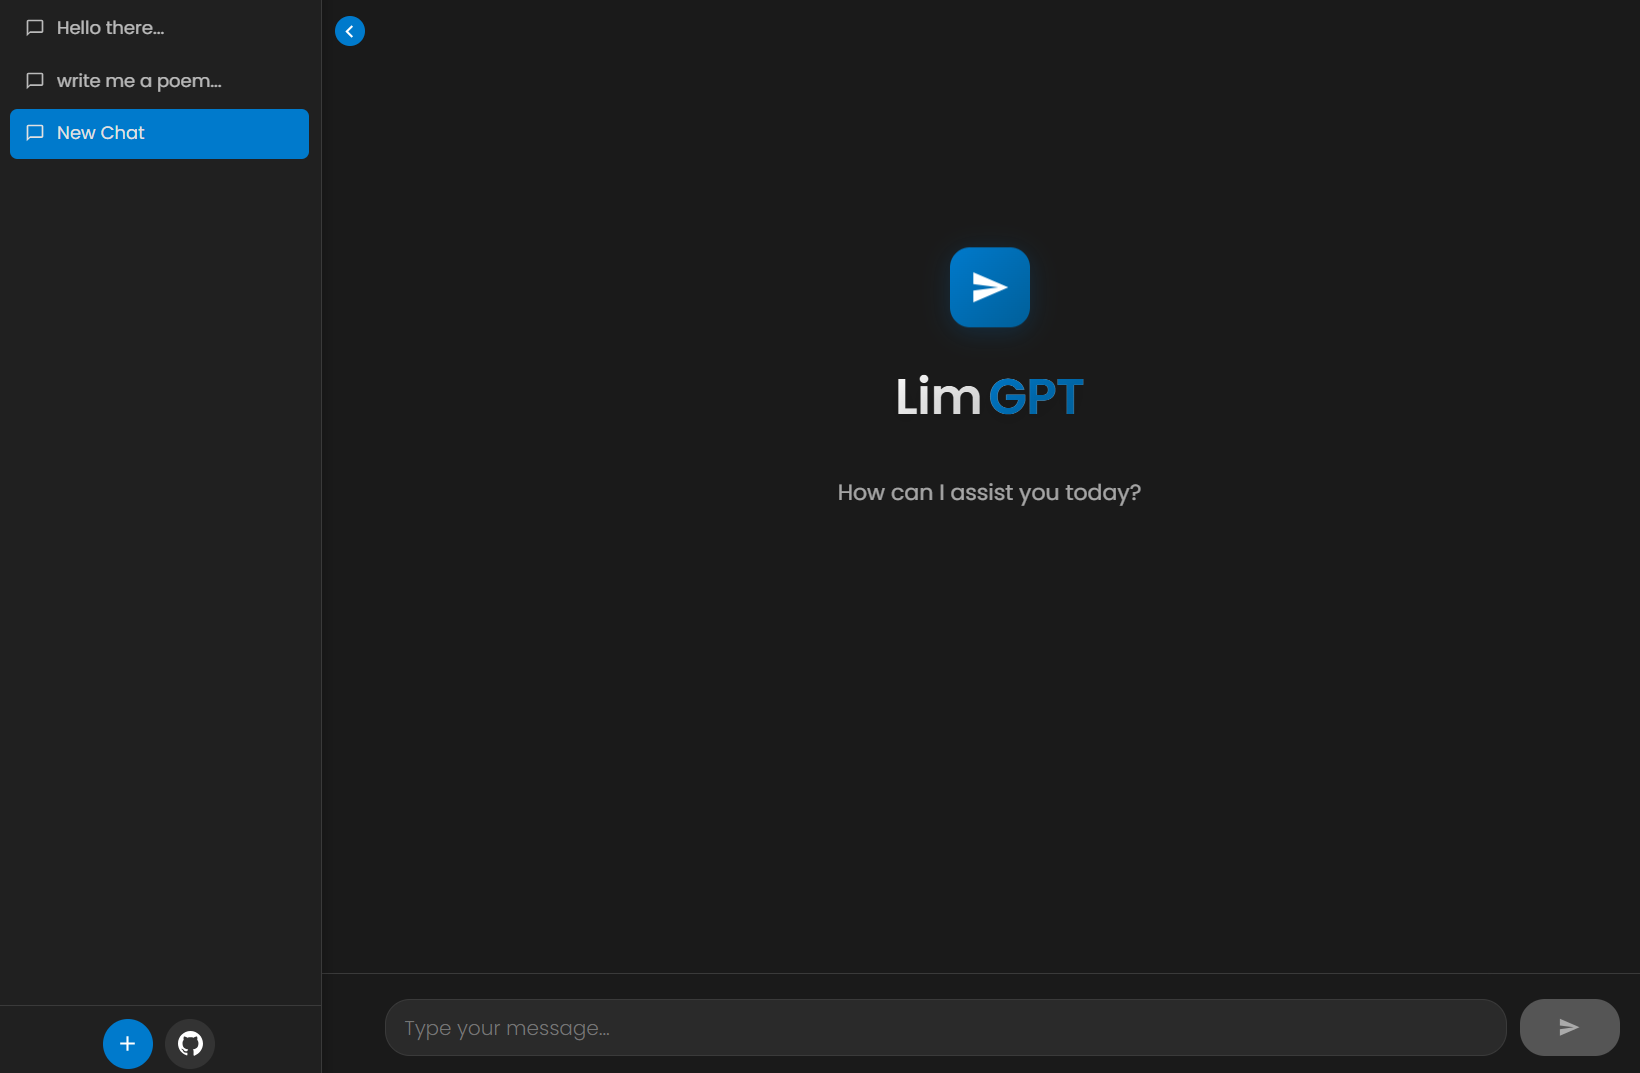 Hello there...
write me a poem...
New Chat
Lim GPT
How can I assist you today?
Type your message...